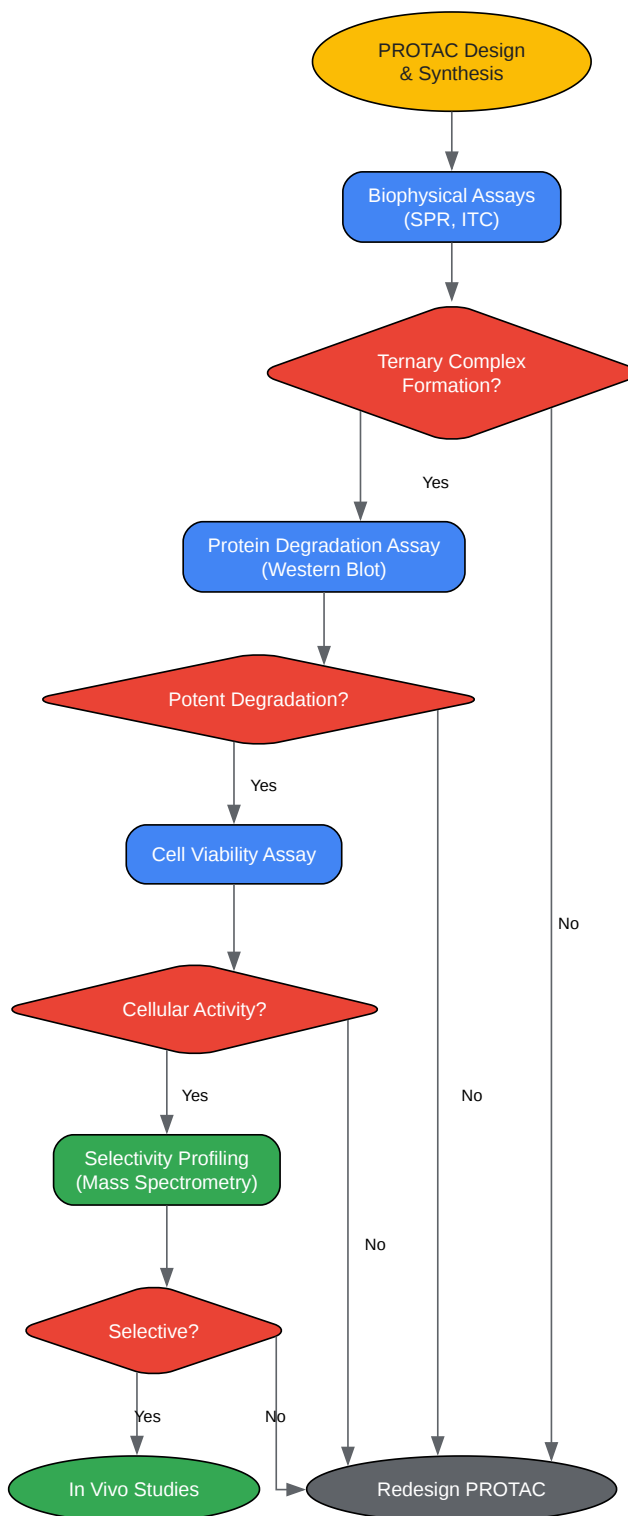 PROTAC Design
& Synthesis
Biophysical Assays
(SPR, ITC)
Ternary Complex
Formation?
Yes
Protein Degradation Assay
(Western Blot)
Potent Degradation?
Yes
Cell Viability Assay
No
Cellular Activity?
Yes
No
Selectivity Profiling
(Mass Spectrometry)
No
Selective?
Yes
No
In Vivo Studies
Redesign PROTAC